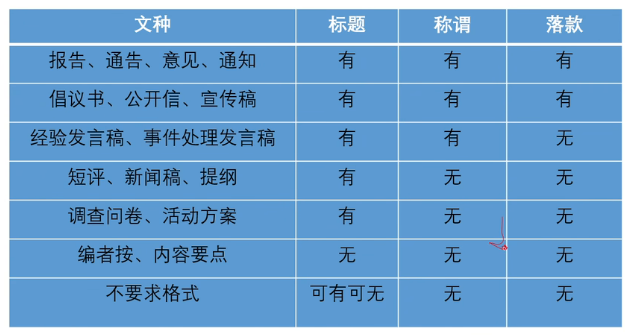 文种 标题 称谓 落款
报告、通告、意见、通知 有 有 有
倡议书、公开信、宣传稿 有 有 有
经验发言稿、事件处理发言稿 有 有 无
短评、新闻稿、提纲 有 无 无
调查问卷、活动方案 有 无 无
编者按、内容要点 无 无 无
不要求格式 可有可无 无 无